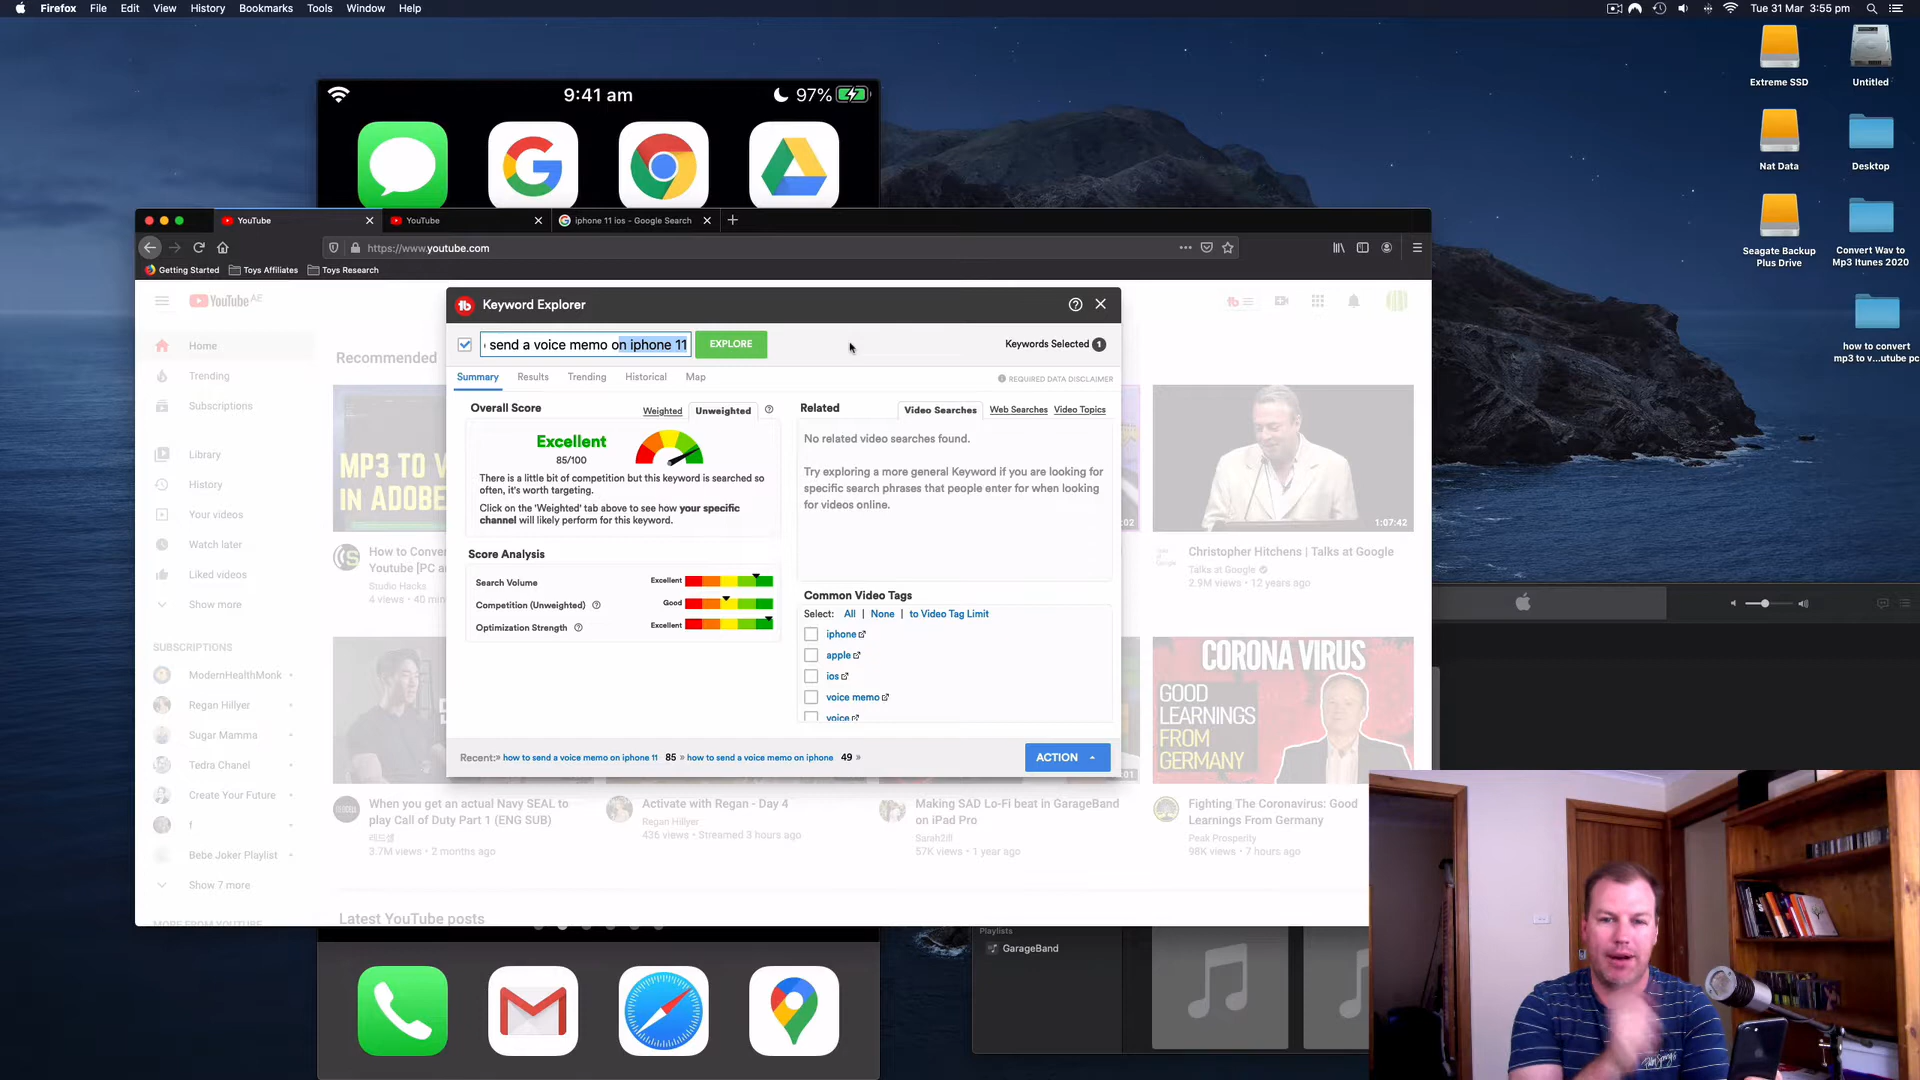 Firefox File Edit View History Bookmarks Tools Window Help
Tue 31 Mar 3:55 pm
Extreme SSD
Untitled
Nat Data
Desktop
Seagate Backup Plus Drive
Convert Wav to Mp3 Itunes 2020
how to convert mp3 to v...utube pc
9:41 am
97%
YouTube
YouTube
iphone 11 ios - Google Search
https://www.youtube.com
Getting Started
Toys Affiliates
Toys Research
YouTube AE
Home
Trending
Subscriptions
Library
History
Your videos
Watch later
Liked videos
Show more
SUBSCRIPTIONS
ModernHealthMonk
Regan Hillyer
Sugar Mamma
Tedra Chanel
Create Your Future
f
Bebe Joker Playlist
Show 7 more
MORE FROM YOUTUBE
Recommended
MP3 TO
IN ADOB
How to Conver
Youtube [PC a
Studio Hacks
4 views • 40 min
tb
Keyword Explorer
send a voice memo on iphone 11
EXPLORE
Keywords Selected 1
Summary Results Trending Historical Map
REQUIRED DATA DISCLAIMER
Overall Score
Weighted
Unweighted
Excellent
85/100
There is a little bit of competition but this keyword is searched so
often, it's worth targeting.
Click on the 'Weighted' tab above to see how your specific
channel will likely perform for this keyword.
Score Analysis
Search Volume Excellent
Competition (Unweighted) Good
Optimization Strength Excellent
Related
Video Searches
Web Searches
Video Topics
No related video searches found.
Try exploring a more general Keyword if you are looking for
specific search phrases that people enter for when looking
for videos online.
Common Video Tags
Select: All | None | to Video Tag Limit
iphone
apple
ios
voice memo
voice
Recent:» how to send a voice memo on iphone 11 85 » how to send a voice memo on iphone 49 »
ACTION
1:07:42
Christopher Hitchens | Talks at Google
Talks at Google
2.9M views • 12 years ago
CORONA VIRUS
GOOD
LEARNINGS
FROM
GERMANY
When you get an actual Navy SEAL to
play Call of Duty Part 1 (ENG SUB)
3.7M views • 2 months ago
Activate with Regan - Day 4
Regan Hillyer
436 views • Streamed 3 hours ago
Making SAD Lo-Fi beat in GarageBand
on iPad Pro
57K views • 1 year ago
Fighting The Coronavirus: Good
Learnings From Germany
Peak Prosperity
98K views • 7 hours ago
Latest YouTube posts
Playlists
GarageBand